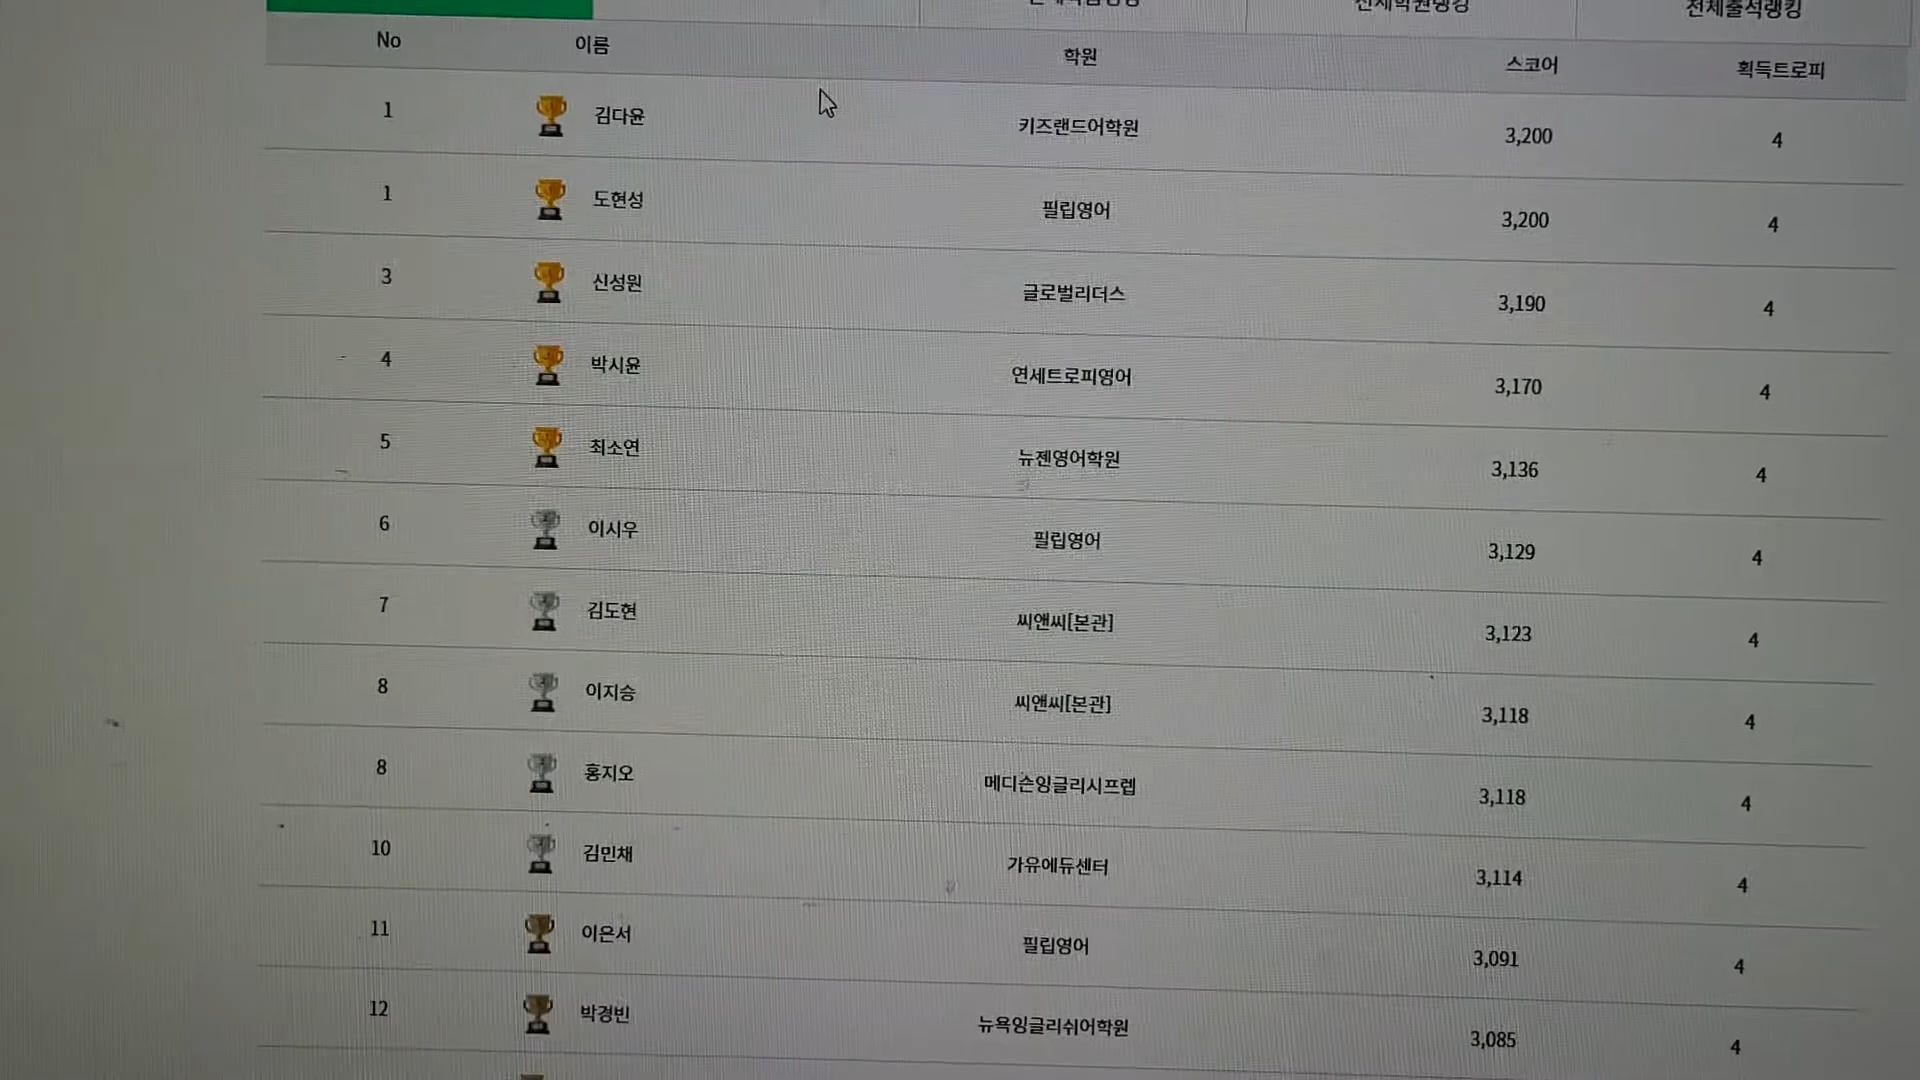 전체학원랭킹 전체출석랭킹
No 이름 학원 스코어 획득트로피
1 김다윤 키즈랜드어학원 3,200 4
1 도현성 필립영어 3,200 4
3 신성원 글로벌리더스 3,190 4
4 박시윤 연세트로피영어 3,170 4
5 최소연 뉴젠영어학원 3,136 4
6 이시우 필립영어 3,129 4
7 김도현 씨앤씨[본관] 3,123 4
8 이지승 씨앤씨[본관] 3,118 4
8 홍지오 메디슨잉글리시프렙 3,118 4
10 김민채 가유에듀센터 3,114 4
11 이은서 필립영어 3,091 4
12 박경빈 뉴욕잉글리쉬어학원 3,085 4